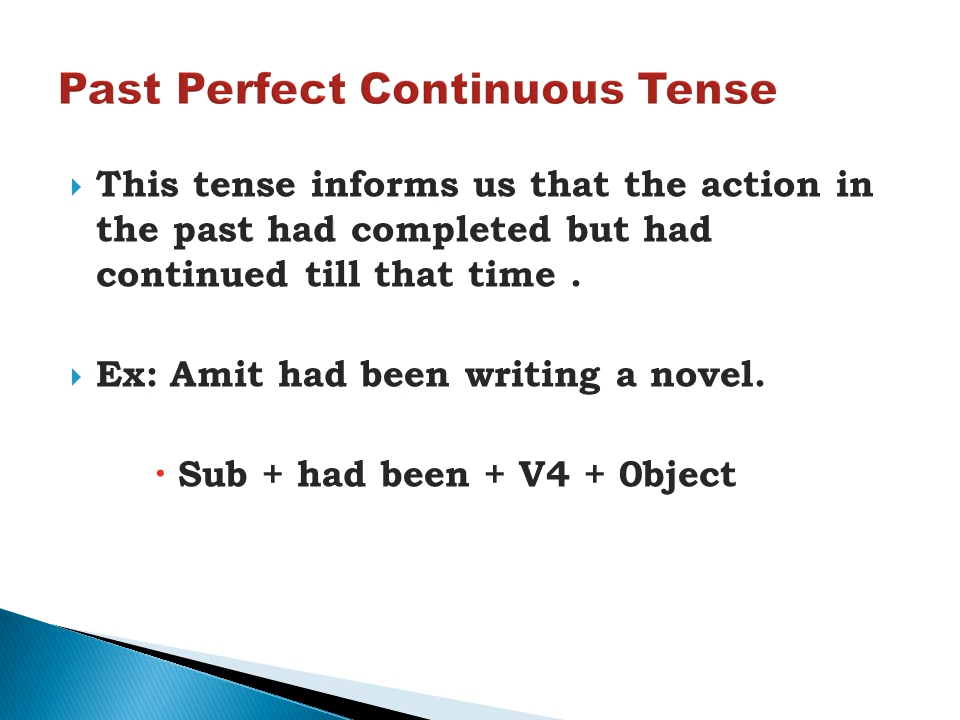 Past Perfect Continuous Tense
This tense informs us that the action in
the past had completed but had
continued till that time .
Ex: Amit had been writing a novel.
Sub + had been + V4 + 0bject